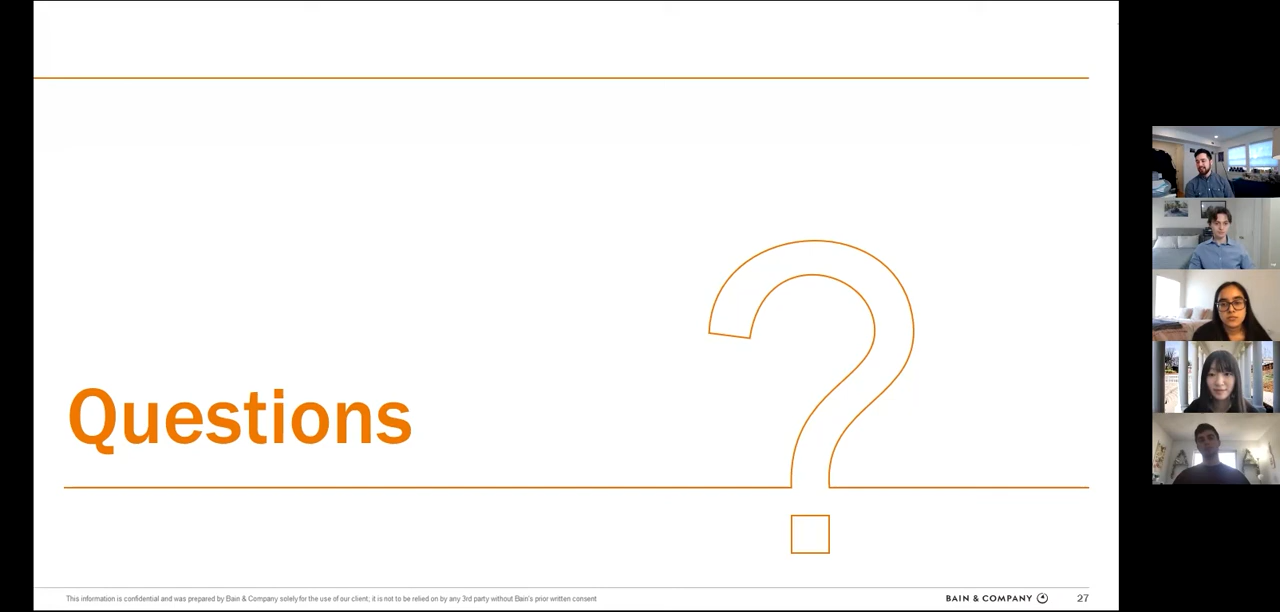 Questions
This information is confidential and was prepared by Bain & Company solely for the use of our client; it is not to be relied on by any 3rd party without Bain's prior written consent
BAIN & COMPANY
27